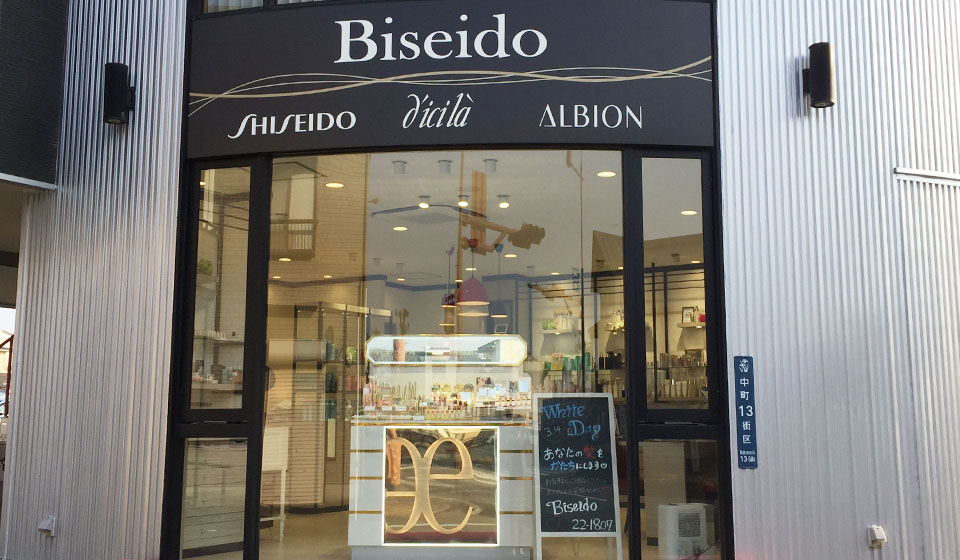 Biseido
SHISEIDO d'icilà ALBION
White
3.14 Day
あなたの愛を
かたちにします♡
Biseido
22-1807
中町
13
街区